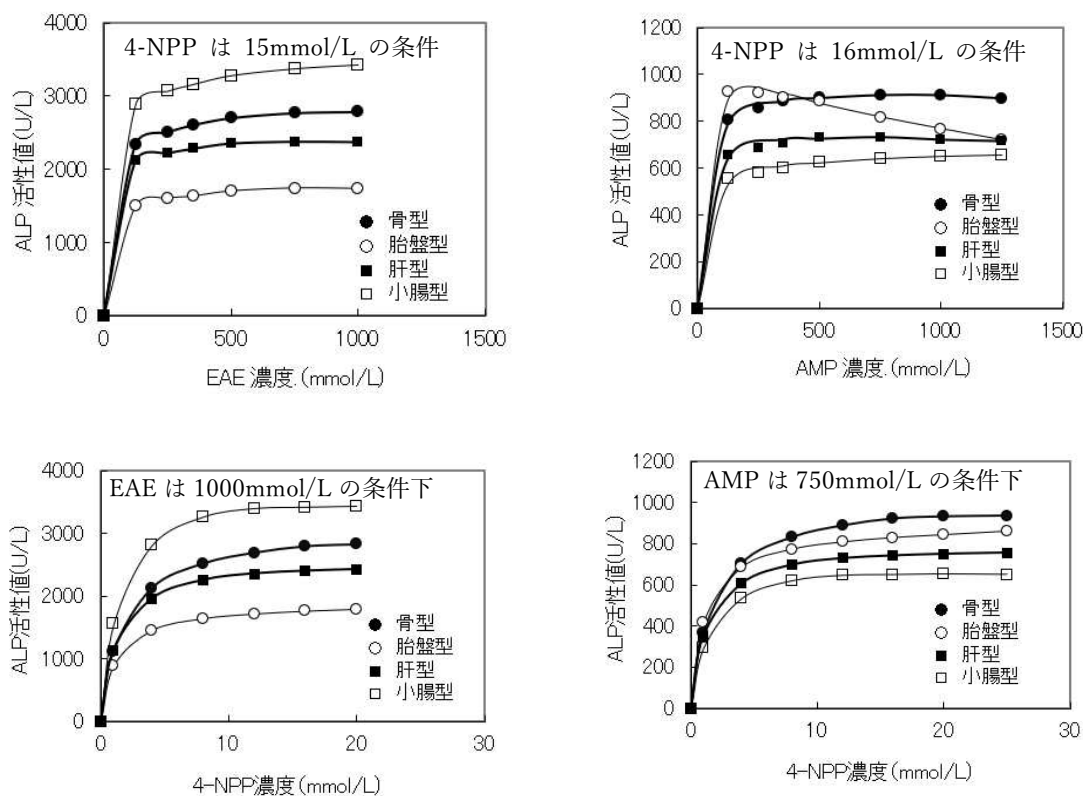 4000
4-NPP は 15mmol/L の条件
3000
2000
1000
0
ALP 活性値(U/L)
骨型
胎盤型
肝型
小腸型
0 500 1000 1500
EAE 濃度.(mmol/L)
1200
4-NPP は 16mmol/L の条件
1000
800
600
400
200
0
ALP 活性値(U/L)
骨型
胎盤型
肝型
小腸型
0 500 1000 1500
AMP 濃度.(mmol/L)
4000
EAE は 1000mmol/L の条件下
3000
2000
1000
0
ALP活性値(U/L)
骨型
胎盤型
肝型
小腸型
0 10 20 30
4-NPP濃度(mmol/L)
1200
AMP は 750mmol/L の条件下
1000
800
600
400
200
0
ALP活性値(U/L)
骨型
胎盤型
肝型
小腸型
0 10 20 30
4-NPP濃度(mmol/L)